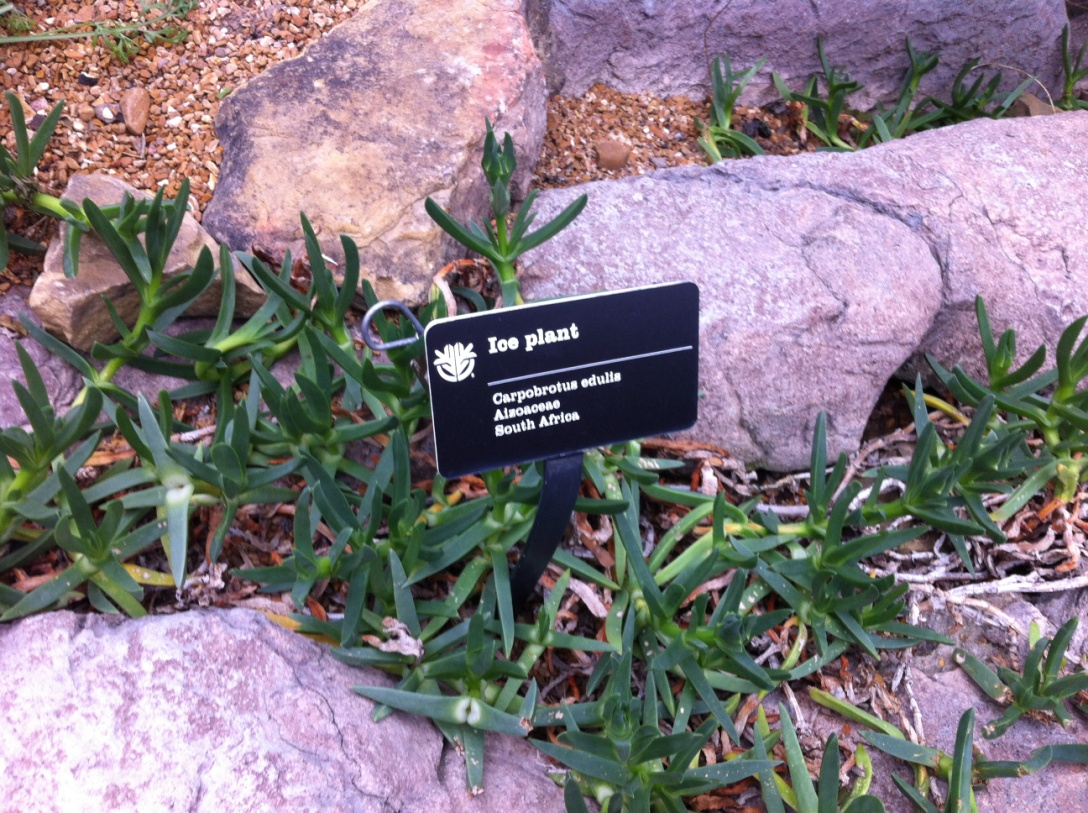 Ice plant
Carpobrotus edulis
Aizoaceae
South Africa